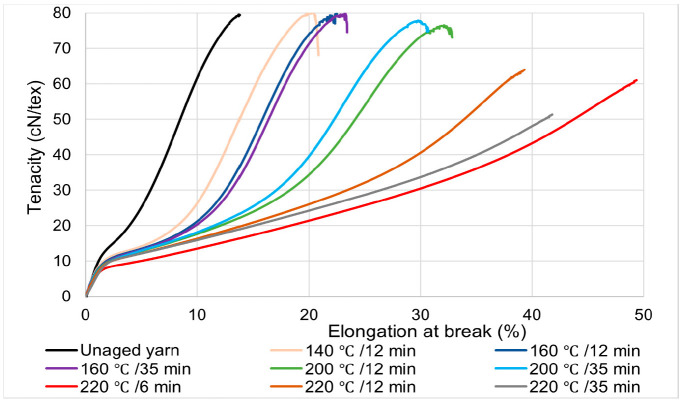 Tenacity (cN/tex)
80
70
60
50
40
30
20
10
0
0 10 20 30 40 50
Elongation at break (%)
Unaged yarn 140 ℃ /12 min 160 ℃ /12 min
160 ℃ /35 min 200 ℃ /12 min 200 ℃ /35 min
220 ℃ /6 min 220 ℃ /12 min 220 ℃ /35 min